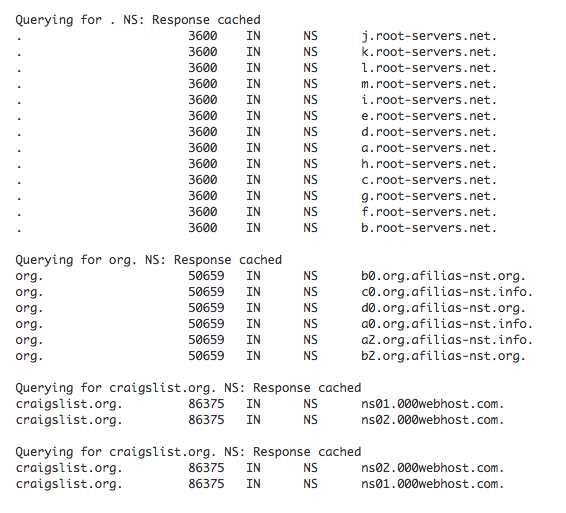 Querying for . NS: Response cached
. 3600 IN NS j.root-servers.net.
. 3600 IN NS k.root-servers.net.
. 3600 IN NS l.root-servers.net.
. 3600 IN NS m.root-servers.net.
. 3600 IN NS i.root-servers.net.
. 3600 IN NS e.root-servers.net.
. 3600 IN NS d.root-servers.net.
. 3600 IN NS a.root-servers.net.
. 3600 IN NS h.root-servers.net.
. 3600 IN NS c.root-servers.net.
. 3600 IN NS g.root-servers.net.
. 3600 IN NS f.root-servers.net.
. 3600 IN NS b.root-servers.net.
Querying for org. NS: Response cached
org. 50659 IN NS b0.org.afilias-nst.org.
org. 50659 IN NS c0.org.afilias-nst.info.
org. 50659 IN NS d0.org.afilias-nst.org.
org. 50659 IN NS a0.org.afilias-nst.info.
org. 50659 IN NS a2.org.afilias-nst.info.
org. 50659 IN NS b2.org.afilias-nst.org.
Querying for craigslist.org. NS: Response cached
craigslist.org. 86375 IN NS ns01.000webhost.com.
craigslist.org. 86375 IN NS ns02.000webhost.com.
Querying for craigslist.org. NS: Response cached
craigslist.org. 86375 IN NS ns02.000webhost.com.
craigslist.org. 86375 IN NS ns01.000webhost.com.